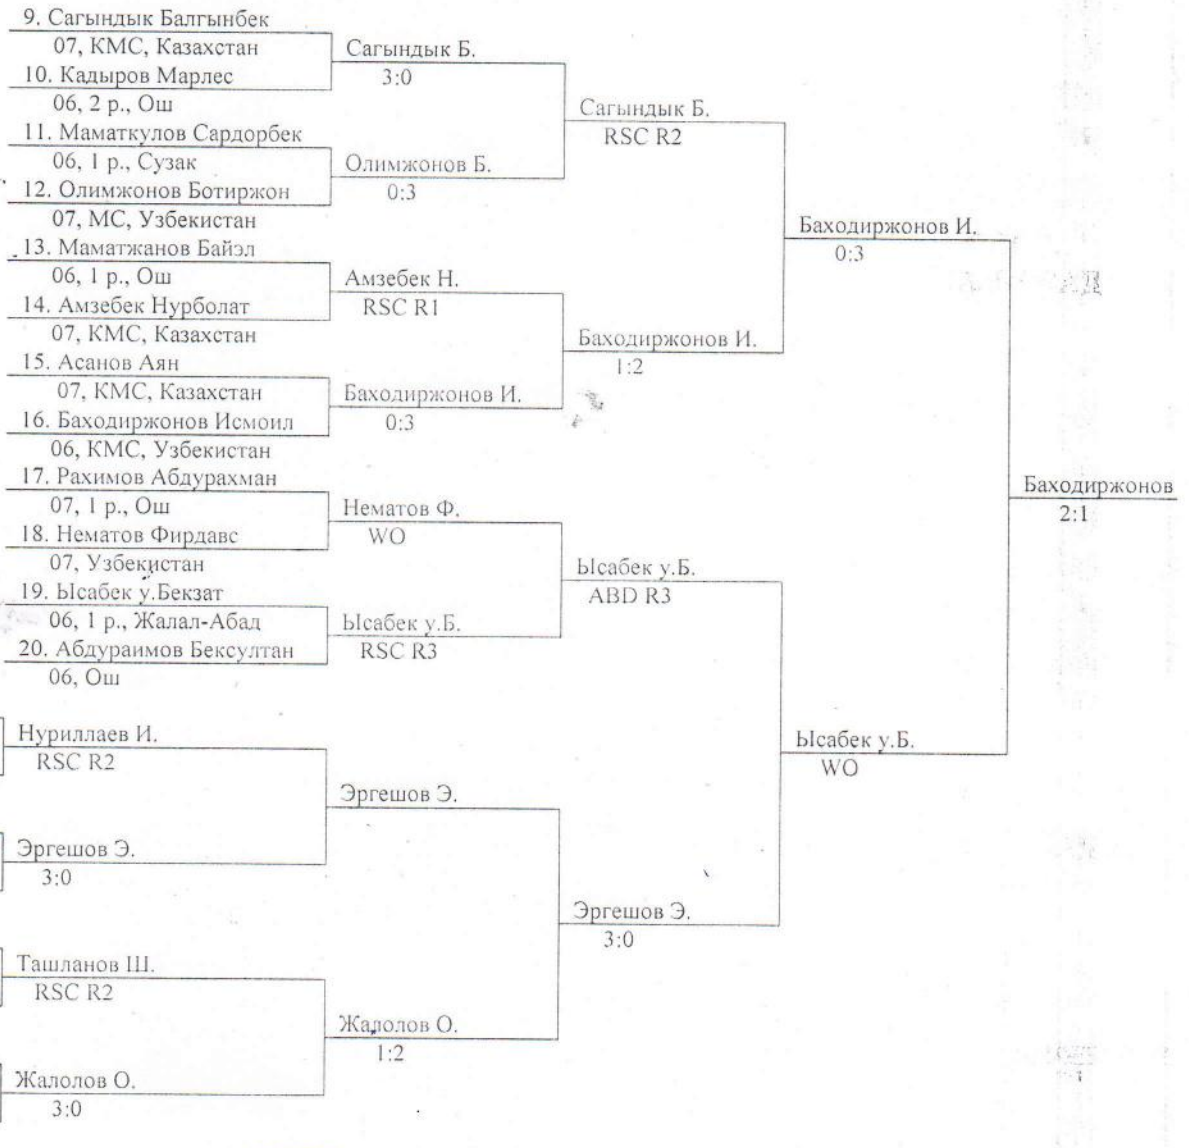 9. Сагындык Балгынбек
07, КМС, Казахстан
10. Кадыров Марлес
06, 2 р., Ош
11. Маматкулов Сардорбек
06, 1 р., Сузак
12. Олимжонов Ботиржон
07, МС, Узбекистан
13. Маматжанов Байэл
06, 1 р., Ош
14. Амзебек Нурболат
07, КМС, Казахстан
15. Асанов Аян
07, КМС, Казахстан
16. Баходиржонов Исмоил
06, КМС, Узбекистан
17. Рахимов Абдурахман
07, 1 р., Ош
18. Нематов Фирдавс
07, Узбекистан
19. Ысабек у.Бекзат
06, 1 р., Жалал-Абад
20. Абдураимов Бексултан
06, Ош
Нуриллаев И.
RSC R2
Эргешов Э.
3:0
Ташланов Ш.
RSC R2
Жалолов О.
3:0
Сагындык Б.
3:0
Олимжонов Б.
0:3
Амзебек Н.
RSC R1
Баходиржонов И.
0:3
Нематов Ф.
WO
Ысабек у.Б.
RSC R3
Эргешов Э.
Жалолов О.
1:2
Сагындык Б.
RSC R2
Баходиржонов И.
1:2
Ысабек у.Б.
ABD R3
Эргешов Э.
3:0
Баходиржонов И.
0:3
Ысабек у.Б.
WO
Баходиржонов
2:1